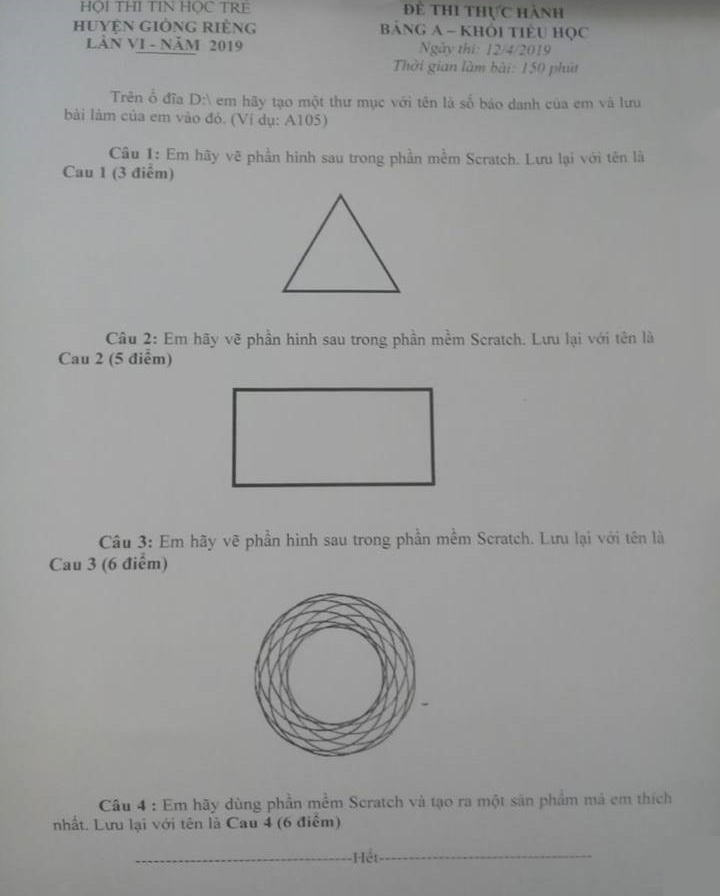 HỘI THI TIN HỌC TRẺ
HUYỆN GIỒNG RIỀNG
LẦN VI - NĂM 2019
ĐỀ THI THỰC HÀNH
BẢNG A – KHỐI TIỂU HỌC
Ngày thi: 12/4/2019
Thời gian làm bài: 150 phút
Trên ổ đĩa D:\ em hãy tạo một thư mục với tên là số báo danh của em và lưu
bài làm của em vào đó. (Ví dụ: A105)
Câu 1: Em hãy vẽ phần hình sau trong phần mềm Scratch. Lưu lại với tên là
Cau 1 (3 điểm)
Câu 2: Em hãy vẽ phần hình sau trong phần mềm Scratch. Lưu lại với tên là
Cau 2 (5 điểm)
Câu 3: Em hãy vẽ phần hình sau trong phần mềm Scratch. Lưu lại với tên là
Cau 3 (6 điểm)
Câu 4 : Em hãy dùng phần mềm Scratch và tạo ra một sản phẩm mà em thích
nhất. Lưu lại với tên là Cau 4 (6 điểm)
-Hết-